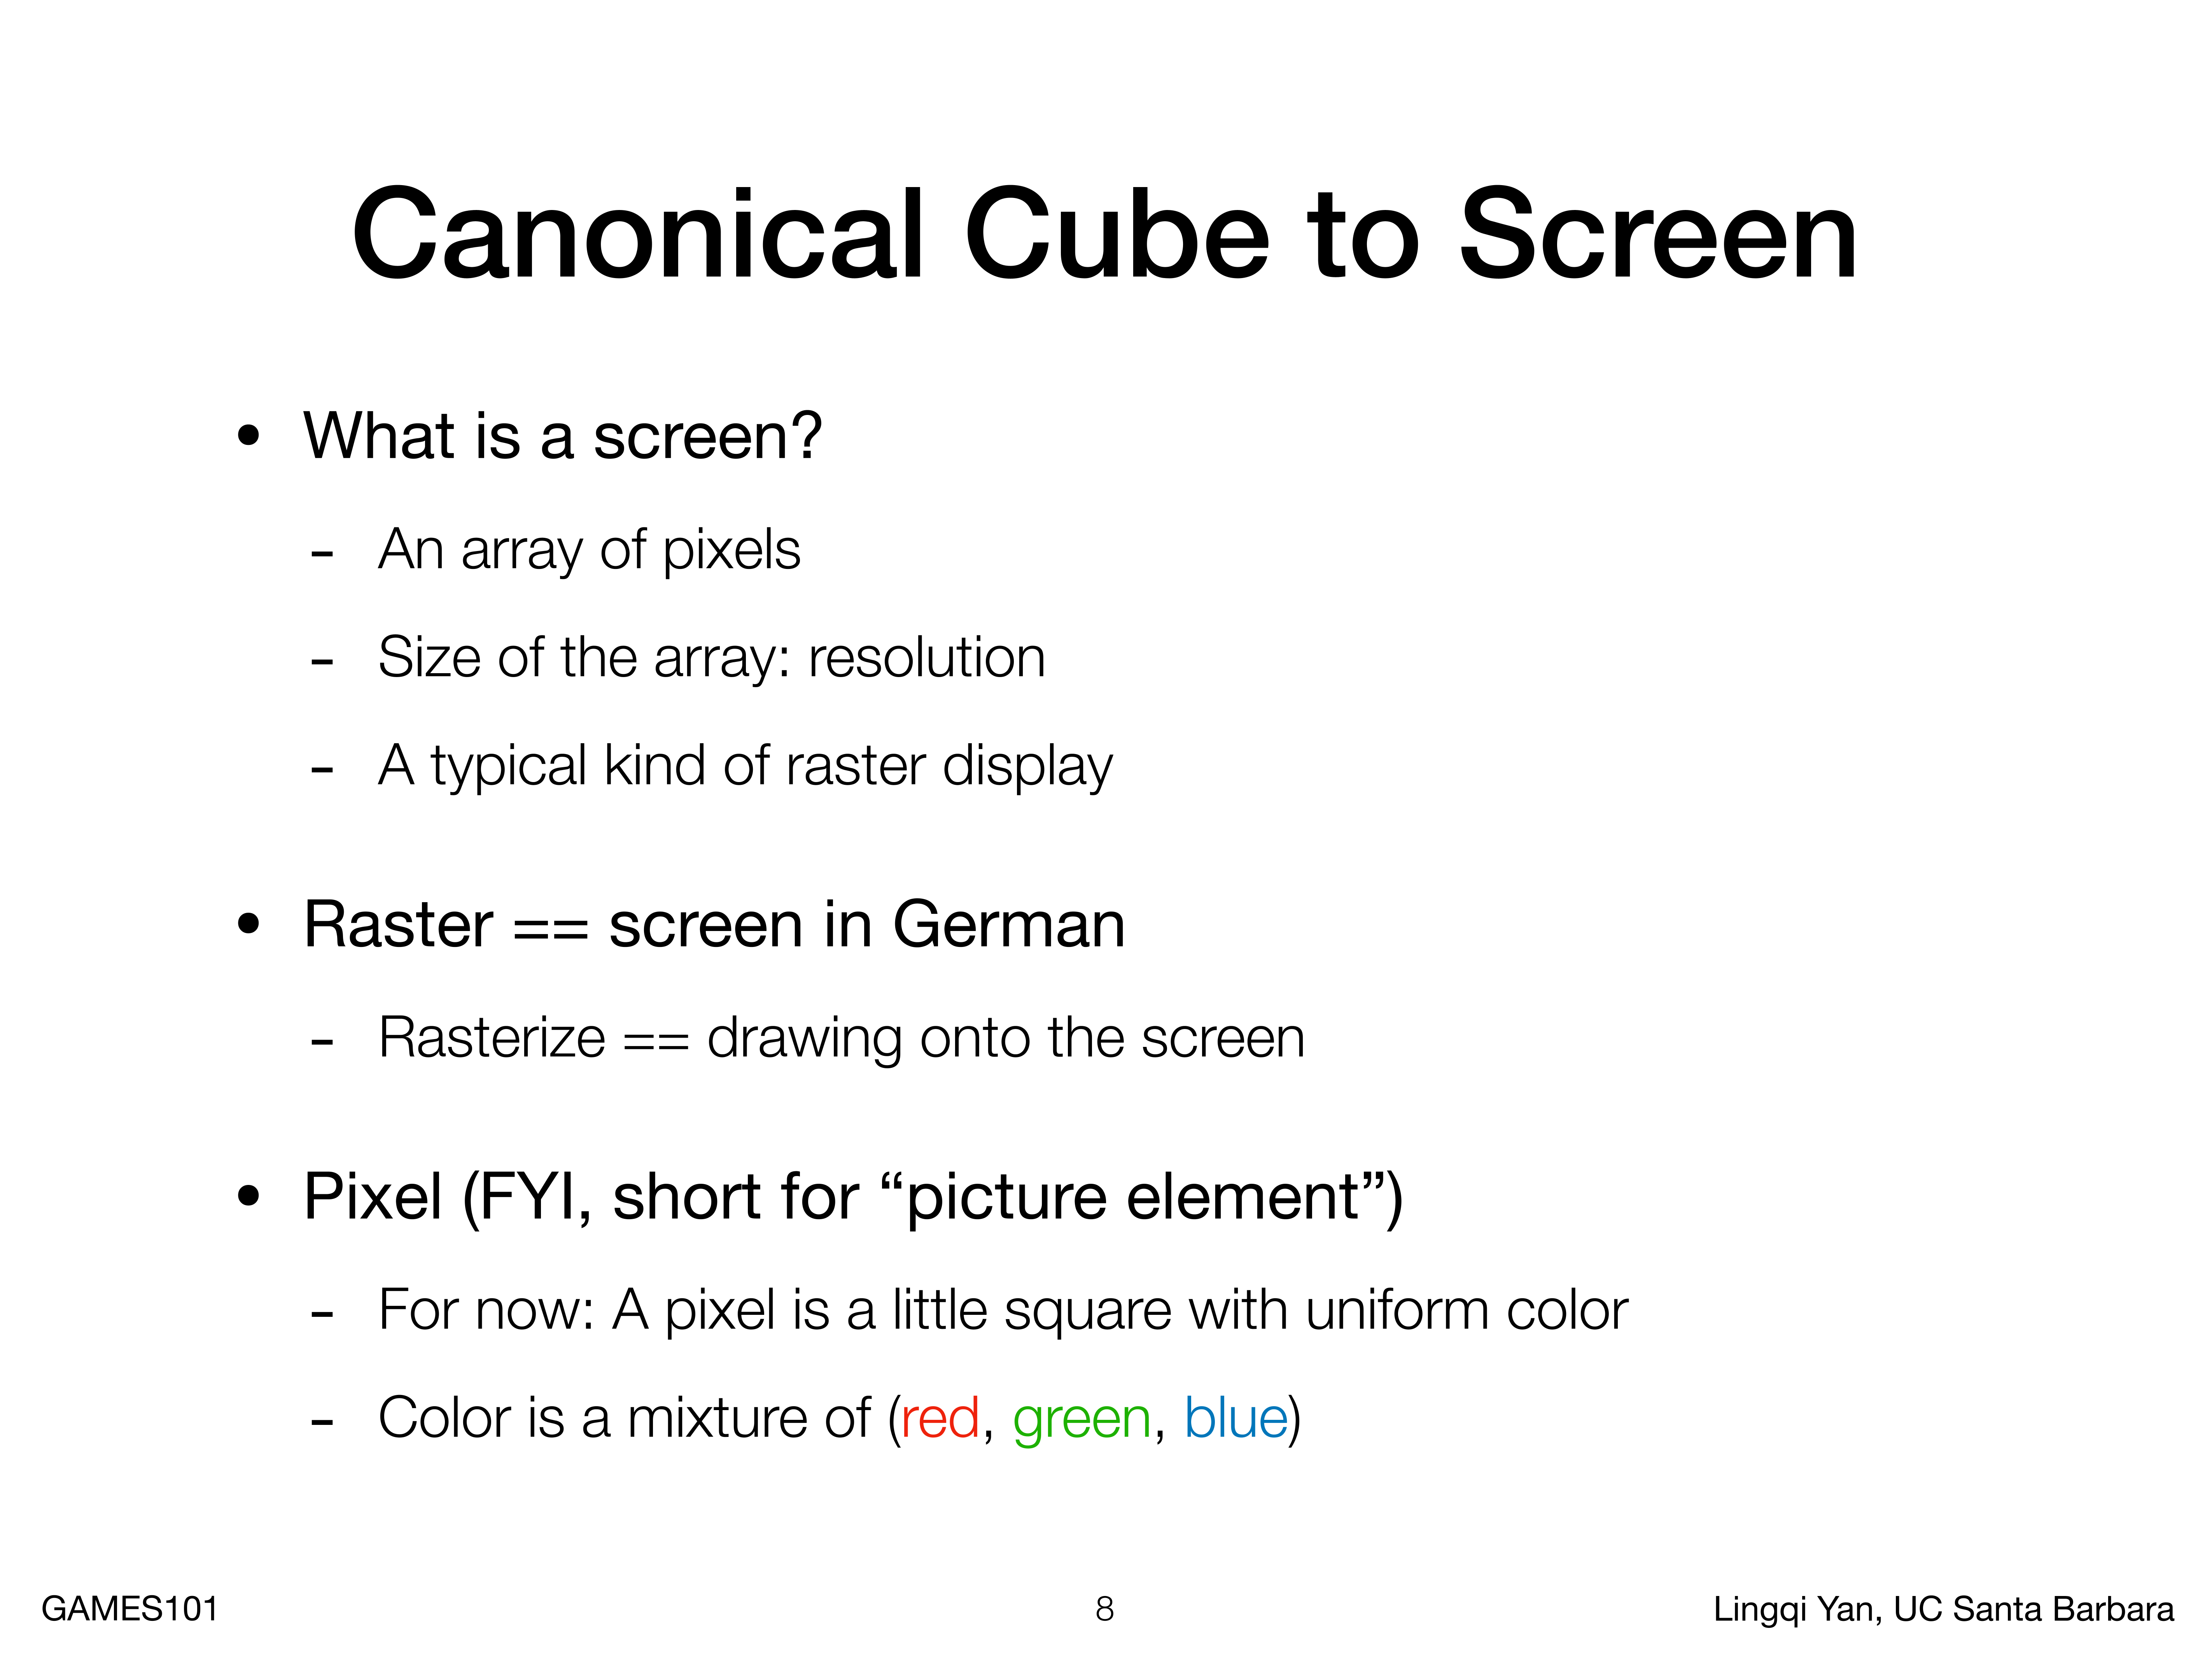 Canonical Cube to Screen
• What is a screen?
- An array of pixels
- Size of the array: resolution
- A typical kind of raster display
• Raster == screen in German
- Rasterize == drawing onto the screen
• Pixel (FYI, short for “picture element”)
- For now: A pixel is a little square with uniform color
- Color is a mixture of (red, green, blue)
GAMES101
8
Lingqi Yan, UC Santa Barbara